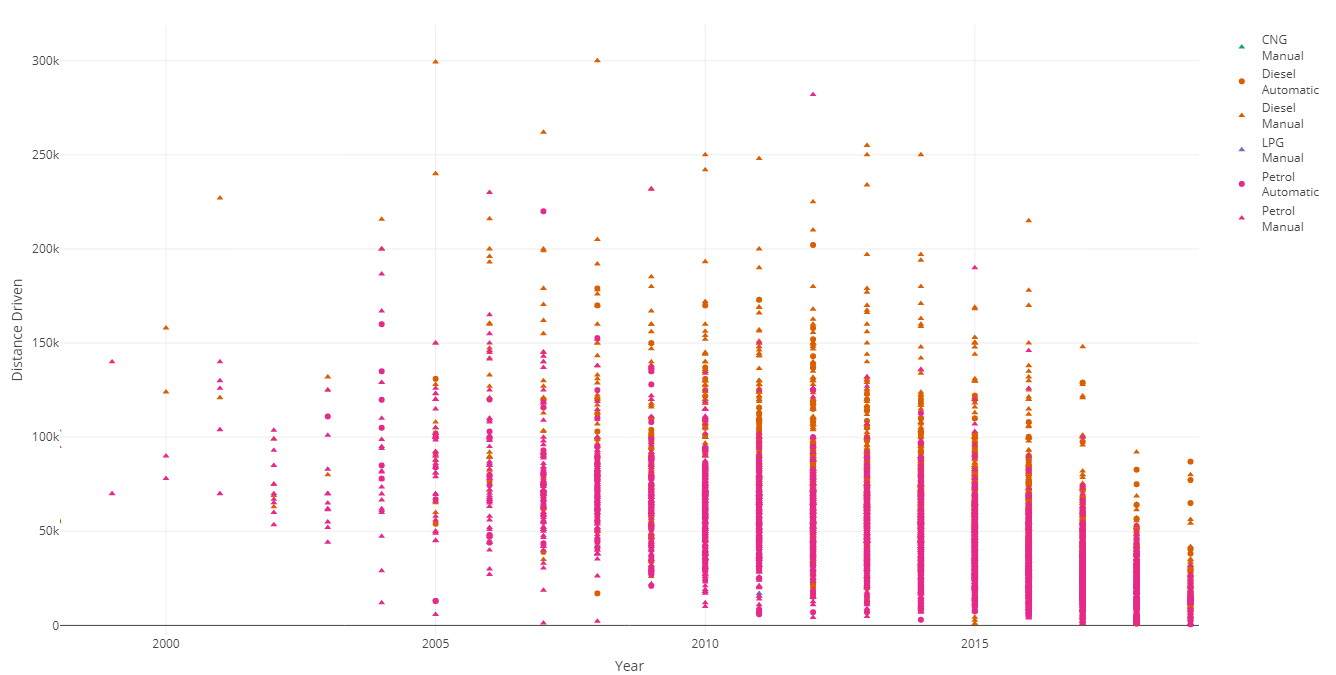 300k
250k
200k
150k
100k
50k
0
2000
2005
2010
2015
Year
Distance Driven
CNG
Manual
Diesel
Automatic
Diesel
Manual
LPG
Manual
Petrol
Automatic
Petrol
Manual